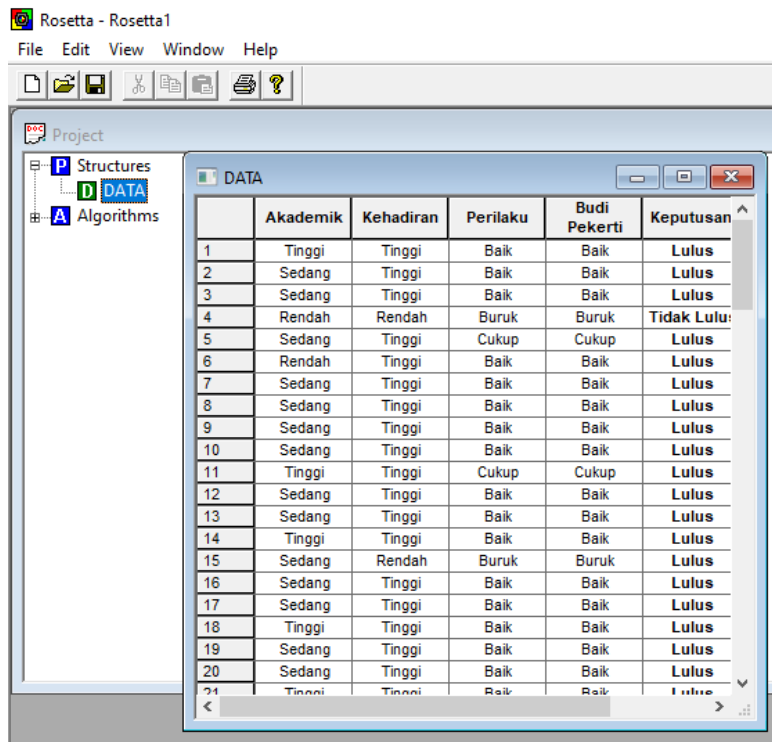 Rosetta - Rosetta1
File Edit View Window Help
Project
P Structures
D DATA
A Algorithms
DATA
Akademik Kehadiran Perilaku Budi Pekerti Keputusan
1 Tinggi Tinggi Baik Baik Lulus
2 Sedang Tinggi Baik Baik Lulus
3 Sedang Tinggi Baik Baik Lulus
4 Rendah Rendah Buruk Buruk Tidak Lulus
5 Sedang Tinggi Cukup Cukup Lulus
6 Rendah Tinggi Baik Baik Lulus
7 Sedang Tinggi Baik Baik Lulus
8 Sedang Tinggi Baik Baik Lulus
9 Sedang Tinggi Baik Baik Lulus
10 Sedang Tinggi Baik Baik Lulus
11 Tinggi Tinggi Cukup Cukup Lulus
12 Sedang Tinggi Baik Baik Lulus
13 Sedang Tinggi Baik Baik Lulus
14 Tinggi Tinggi Baik Baik Lulus
15 Sedang Rendah Buruk Buruk Lulus
16 Sedang Tinggi Baik Baik Lulus
17 Sedang Tinggi Baik Baik Lulus
18 Tinggi Tinggi Baik Baik Lulus
19 Sedang Tinggi Baik Baik Lulus
20 Sedang Tinggi Baik Baik Lulus
21 Tinggi Tinggi Baik Baik Lulus